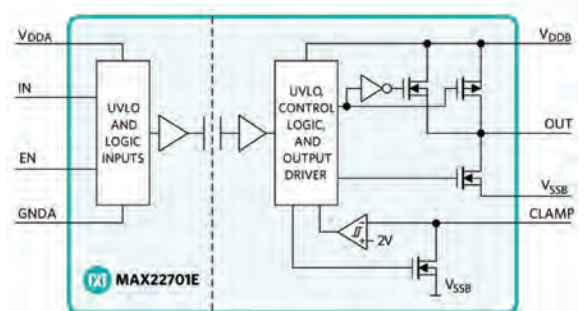 VDDA
IN
EN
GNDA
UVLO
AND
LOGIC
INPUTS
UVLO,
CONTROL
LOGIC,
AND
OUTPUT
DRIVER
VDDB
OUT
VSSB
CLAMP
2V
VSSB
MAX22701E